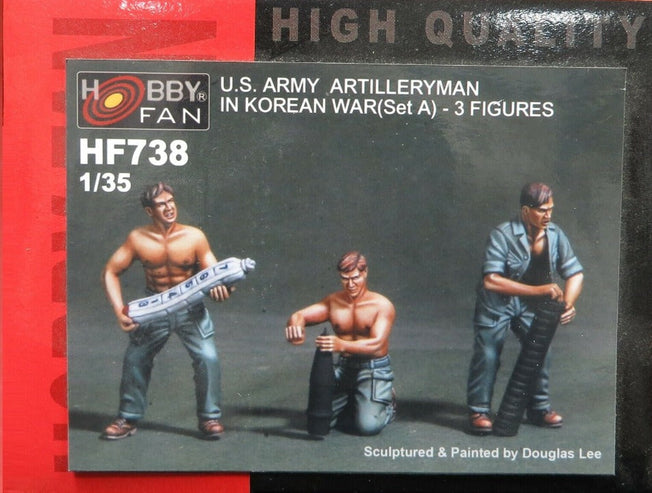 HIGH QUALITY
HOBBY®
FAN
U.S. ARMY ARTILLERYMAN
IN KOREAN WAR(Set A) - 3 FIGURES
HF738
1/35
Sculptured & Painted by Douglas Lee